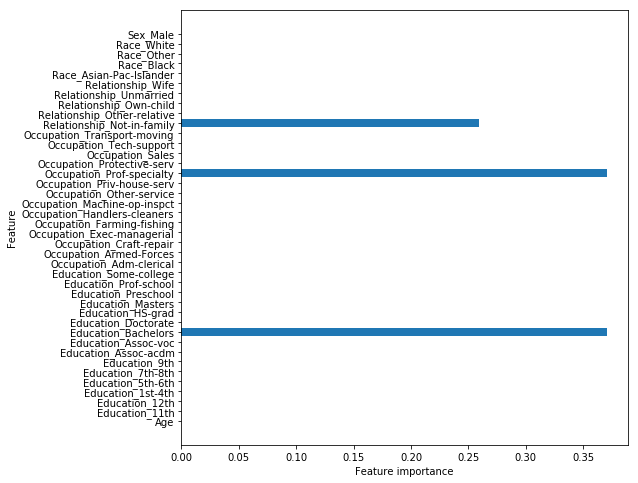 Sex_Male
Race_White
Race_Other
Race_Black
Race_Asian-Pac-Islander
Relationship_Wife
Relationship_Unmarried
Relationship_Own-child
Relationship_Other-relative
Relationship_Not-in-family
Occupation_Transport-moving
Occupation_Tech-support
Occupation_Sales
Occupation_Protective-serv
Occupation_Prof-specialty
Occupation_Priv-house-serv
Occupation_Other-service
Occupation_Machine-op-inspct
Occupation_Handlers-cleaners
Occupation_Farming-fishing
Occupation_Exec-managerial
Occupation_Craft-repair
Occupation_Armed-Forces
Occupation_Adm-clerical
Education_Some-college
Education_Prof-school
Education_Preschool
Education_Masters
Education_HS-grad
Education_Doctorate
Education_Bachelors
Education_Assoc-voc
Education_Assoc-acdm
Education_9th
Education_7th-8th
Education_5th-6th
Education_1st-4th
Education_12th
Education_11th
Age
Feature
0.00 0.05 0.10 0.15 0.20 0.25 0.30 0.35
Feature importance